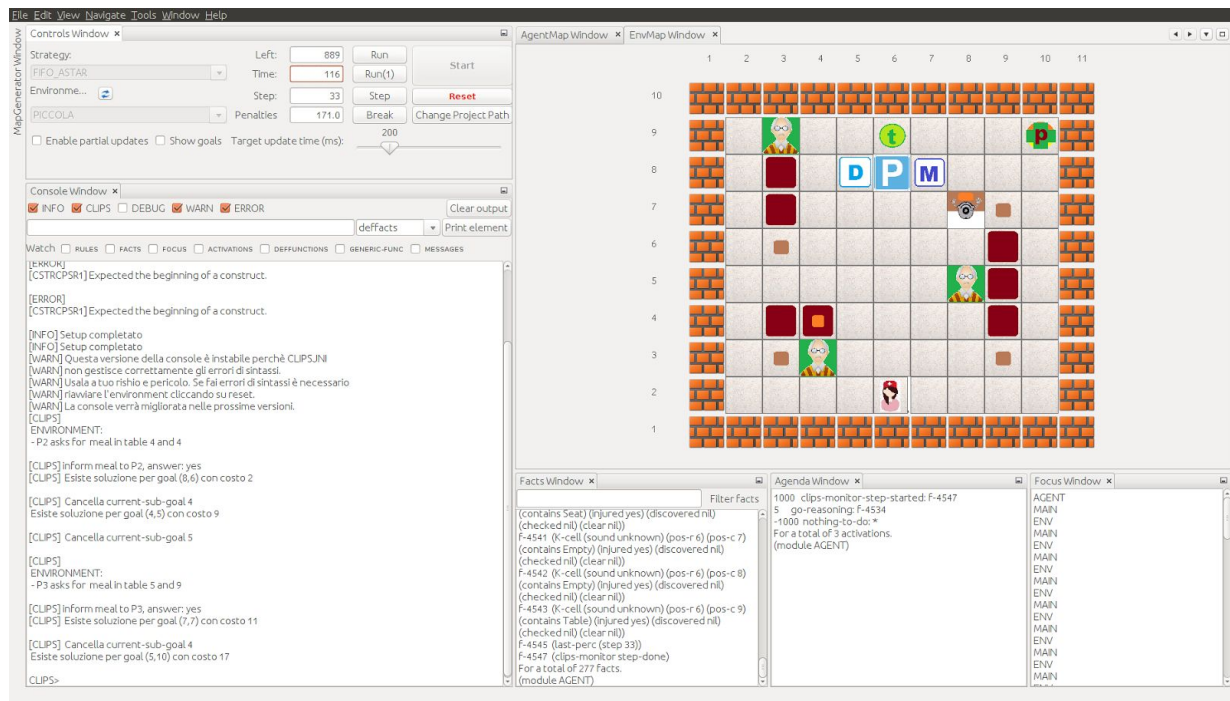 File Edit View Navigate Tools Window Help
MapGenerator Window
Controls Window
Strategy:
FIFO_ASTAR
Environme...
PICCOLA
Left: 889 Run
Time: 116 Run(1)
Step: 33 Step
Penalties 171.0 Break
Start
Reset
Change Project Path
Enable partial updates Show goals Target update time (ms): 200
Console Window
INFO CLIPS DEBUG WARN ERROR Clear output
deffacts Print element
Watch RULES FACTS FOCUS ACTIVATIONS DEFFUNCTIONS GENERIC-FUNC MESSAGES
[ERROR]
[CSTRCPSR1] Expected the beginning of a construct.
[ERROR]
[CSTRCPSR1] Expected the beginning of a construct.
[INFO] Setup completato
[INFO] Setup completato
[WARN] Questa versione della console è instabile perchè CLIPSJNI
[WARN] non gestisce correttamente gli errori di sintassi.
[WARN] Usala a tuo rishio e pericolo. Se fai errori di sintassi è necessario
[WARN] riavviare l'environment cliccando su reset.
[WARN] La console verrà migliorata nelle prossime versioni.
[CLIPS]
ENVIRONMENT:
- P2 asks for meal in table 4 and 4
[CLIPS] inform meal to P2, answer: yes
[CLIPS] Esiste soluzione per goal (8,6) con costo 2
[CLIPS] Cancella current-sub-goal 4
Esiste soluzione per goal (4,5) con costo 9
[CLIPS] Cancella current-sub-goal 5
[CLIPS]
ENVIRONMENT:
- P3 asks for meal in table 5 and 9
[CLIPS] inform meal to P3, answer: yes
[CLIPS] Esiste soluzione per goal (7,7) con costo 11
[CLIPS] Cancella current-sub-goal 4
Esiste soluzione per goal (5,10) con costo 17
CLIPS>
AgentMap Window EnvMap Window
1 2 3 4 5 6 7 8 9 10 11
10
9 t p
8 D P M
7
6
5
4
3
2
1
Facts Window
Filter facts
(contains Seat) (injured yes) (discovered nil)
(checked nil) (clear nil))
f-4541 (K-cell (sound unknown) (pos-r 6) (pos-c 7)
(contains Empty) (injured yes) (discovered nil)
(checked nil) (clear nil))
f-4542 (K-cell (sound unknown) (pos-r 6) (pos-c 8)
(contains Empty) (injured yes) (discovered nil)
(checked nil) (clear nil))
f-4543 (K-cell (sound unknown) (pos-r 6) (pos-c 9)
(contains Table) (injured yes) (discovered nil)
(checked nil) (clear nil))
f-4545 (last-perc (step 33))
f-4547 (clips-monitor step-done)
For a total of 277 facts.
(module AGENT)
Agenda Window
1000 clips-monitor-step-started: f-4547
5 go-reasoning: f-4534
-1000 nothing-to-do: *
For a total of 3 activations.
(module AGENT)
Focus Window
AGENT
MAIN
ENV
MAIN
ENV
MAIN
ENV
MAIN
ENV
MAIN
ENV
MAIN
ENV
MAIN
ENV
MAIN